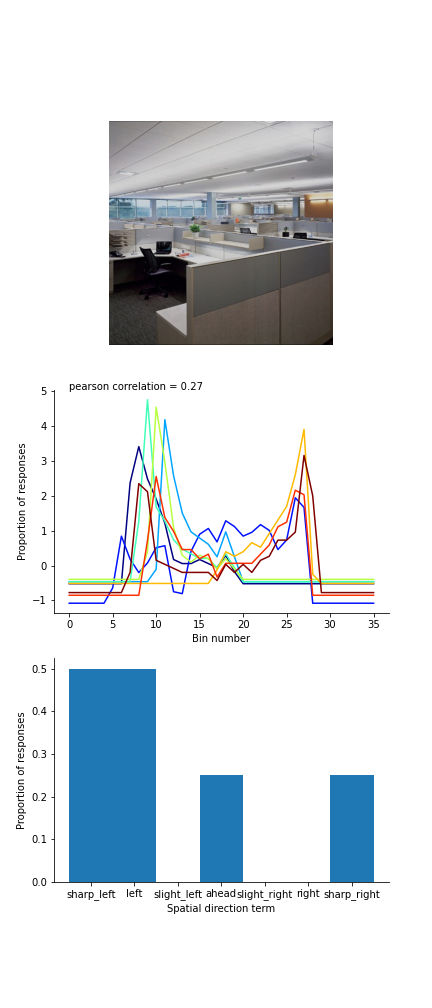 pearson correlation = 0.27
5
4
3
2
1
0
−1
Proportion of responses
0 5 10 15 20 25 30 35
Bin number
0.5
0.4
0.3
0.2
0.1
0.0
Proportion of responses
sharp_left left slight_left ahead slight_right right sharp_right
Spatial direction term